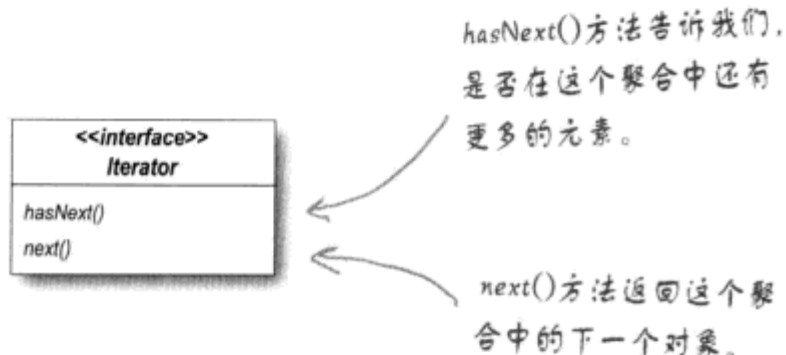 hasNext()方法告诉我们，
是否在这个聚合中还有
更多的元素。
<<interface>>
Iterator
hasNext()
next()
next()方法返回这个聚
合中的下一个对象。